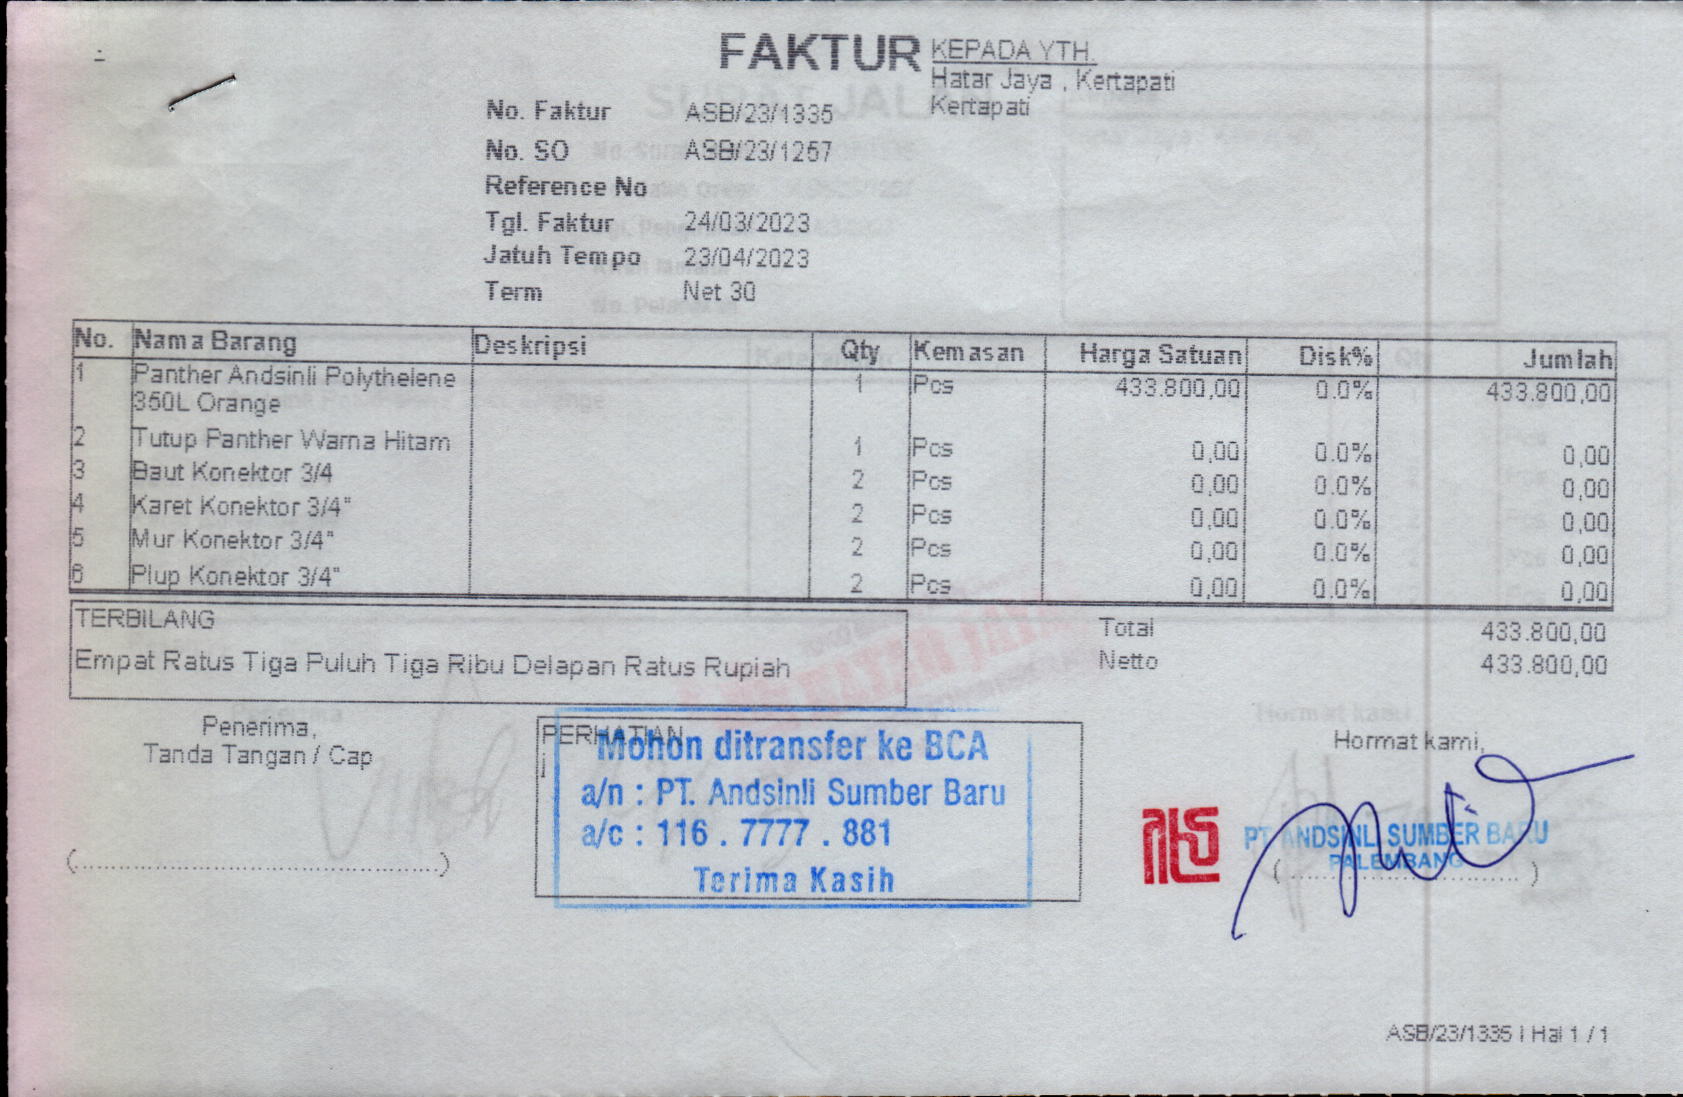 FAKTUR
KEPADA YTH.
Hatar Jaya , Kertapati
Kertapati
No. Faktur ASB/23/1335
No. SO ASB/23/1257
Reference No
Tgl. Faktur 24/03/2023
Jatuh Tempo 23/04/2023
Term Net 30
No. Nama Barang Deskripsi Qty Kemasan Harga Satuan Disk% Jumlah
1 Panther Andsinli Polythelene 1 Pcs 433.800,00 0.0% 433.800,00
350L Orange
2 Tutup Panther Warna Hitam 1 Pcs 0,00 0.0% 0,00
3 Baut Konektor 3/4 2 Pcs 0,00 0.0% 0,00
4 Karet Konektor 3/4" 2 Pcs 0,00 0.0% 0,00
5 Mur Konektor 3/4" 2 Pcs 0,00 0.0% 0,00
6 Plup Konektor 3/4" 2 Pcs 0,00 0.0% 0,00
TERBILANG
Empat Ratus Tiga Puluh Tiga Ribu Delapan Ratus Rupiah
Total 433.800,00
Netto 433.800,00
Penerima,
Tanda Tangan / Cap
(....................................................)
PERHATIAN
Mohon ditransfer ke BCA
a/n : PT. Andsinli Sumber Baru
a/c : 116 . 7777 . 881
Terima Kasih
Hormat kami,
PT. ANDSINLI SUMBER BARU
PALEMBANG
(....................................)
ASB/23/1335 | Hal 1 / 1